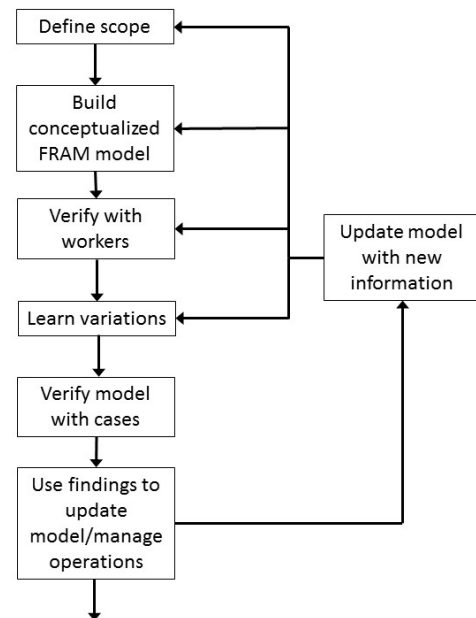 Define scope
Build
conceptualized
FRAM model
Verify with
workers
Update model
with new
information
Learn variations
Verify model
with cases
Use findings to
update
model/manage
operations